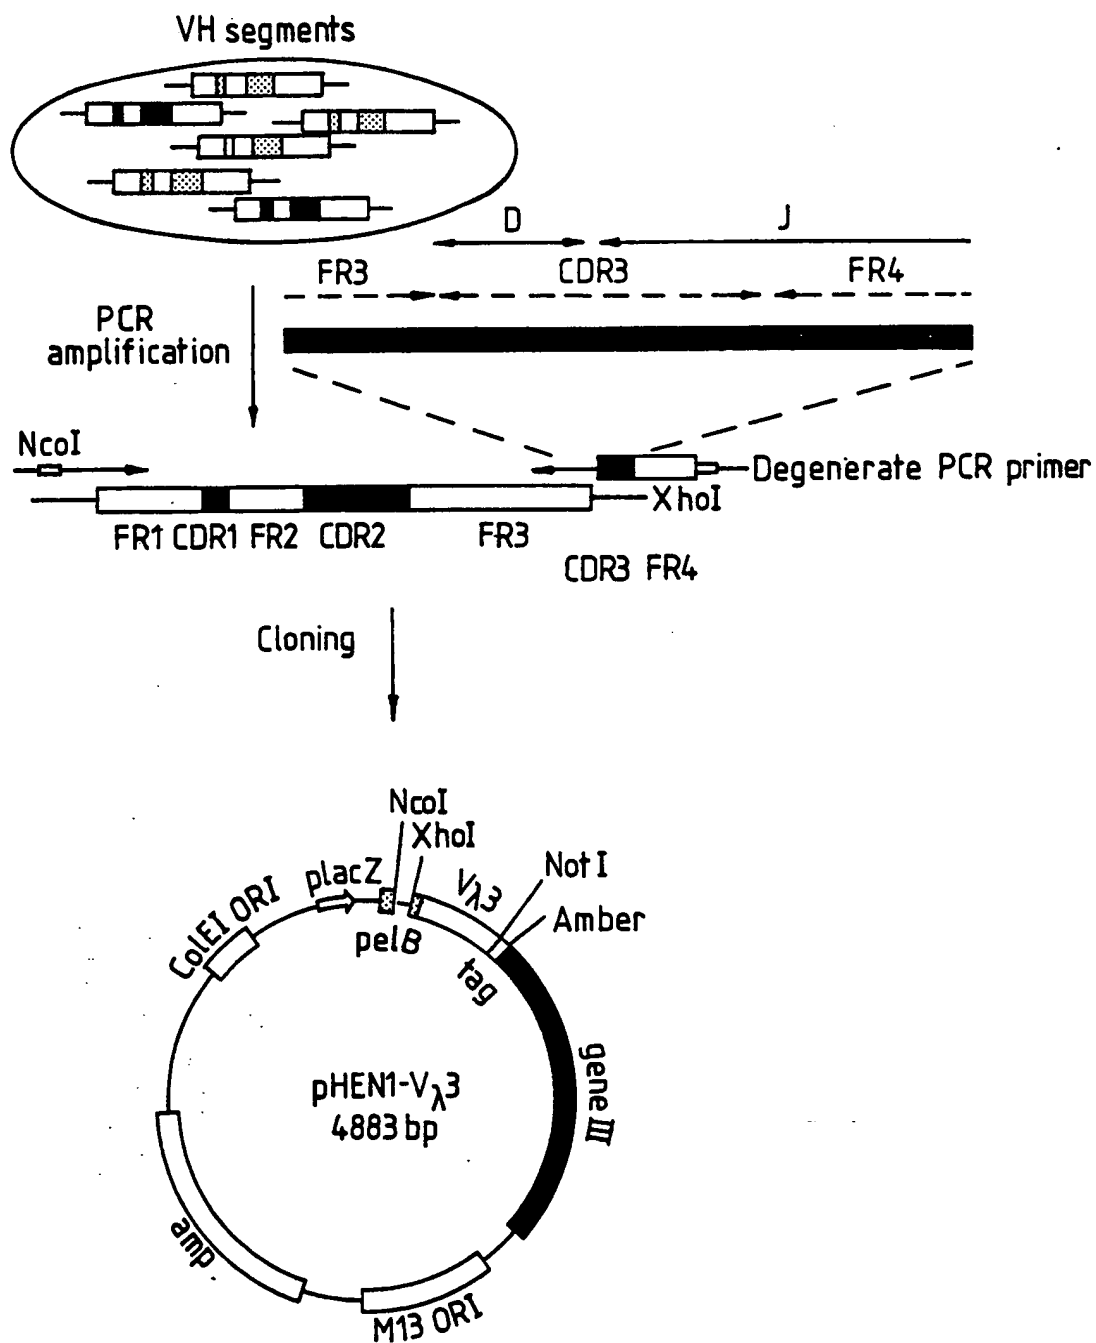 VH segments
D
J
FR3
CDR3
FR4
PCR
amplification
NcoI
Degenerate PCR primer
XhoI
FR1 CDR1 FR2 CDR2 FR3
CDR3 FR4
Cloning
NcoI
XhoI
placZ
Vλ3
Not I
Amber
ColEI ORI
pelB
tag
gene III
pHEN1-Vλ3
4883 bp
amp
M13 ORI